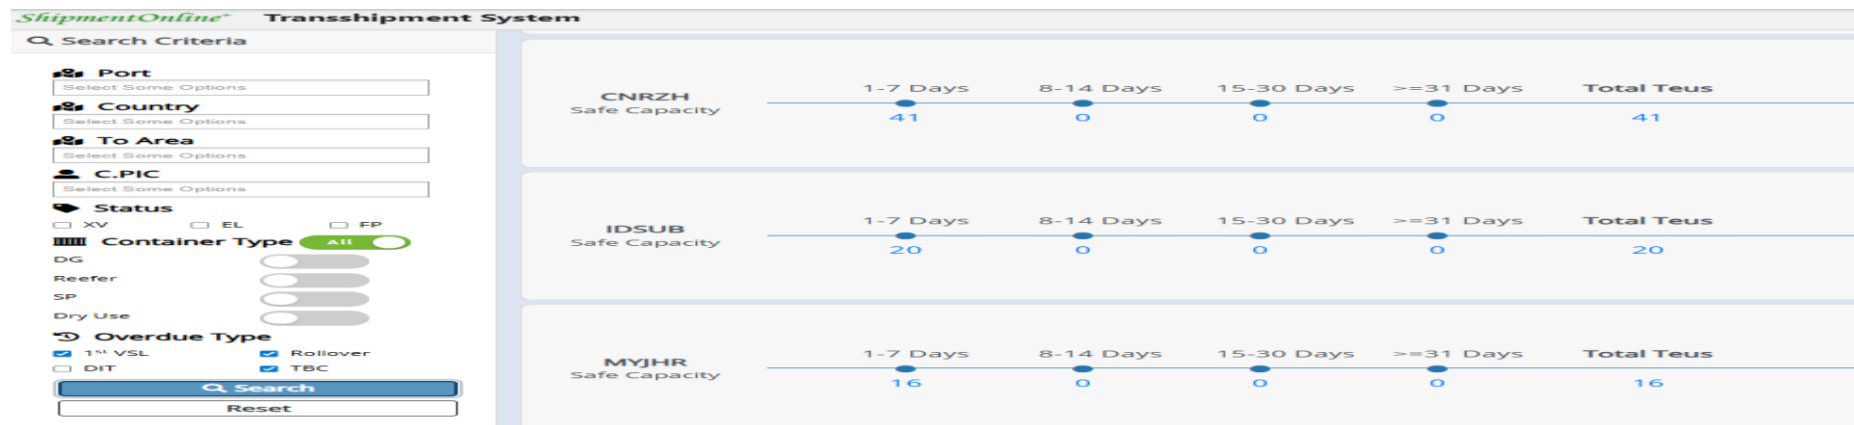 ShipmentOnline+ Transshipment System
Search Criteria
Port
Select Some Options
Country
Select Some Options
To Area
Select Some Options
C.PIC
Select Some Options
Status
XV EL FP
Container Type All
DG
Reefer
SP
Dry Use
Overdue Type
1st VSL Rollover
DIT TBC
Search
Reset
1-7 Days 8-14 Days 15-30 Days >=31 Days Total Teus
CNRZH
Safe Capacity
41 0 0 0 41
1-7 Days 8-14 Days 15-30 Days >=31 Days Total Teus
IDSUB
Safe Capacity
20 0 0 0 20
1-7 Days 8-14 Days 15-30 Days >=31 Days Total Teus
MYJHR
Safe Capacity
16 0 0 0 16